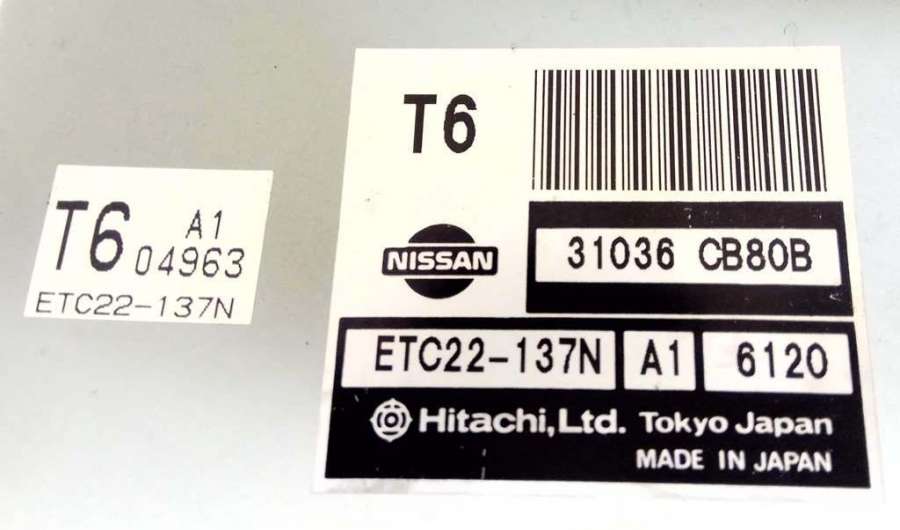 T6 A1
04963
ETC22-137N
T6
NISSAN
31036 CB80B
ETC22-137N A1 6120
Hitachi, Ltd. Tokyo Japan
MADE IN JAPAN